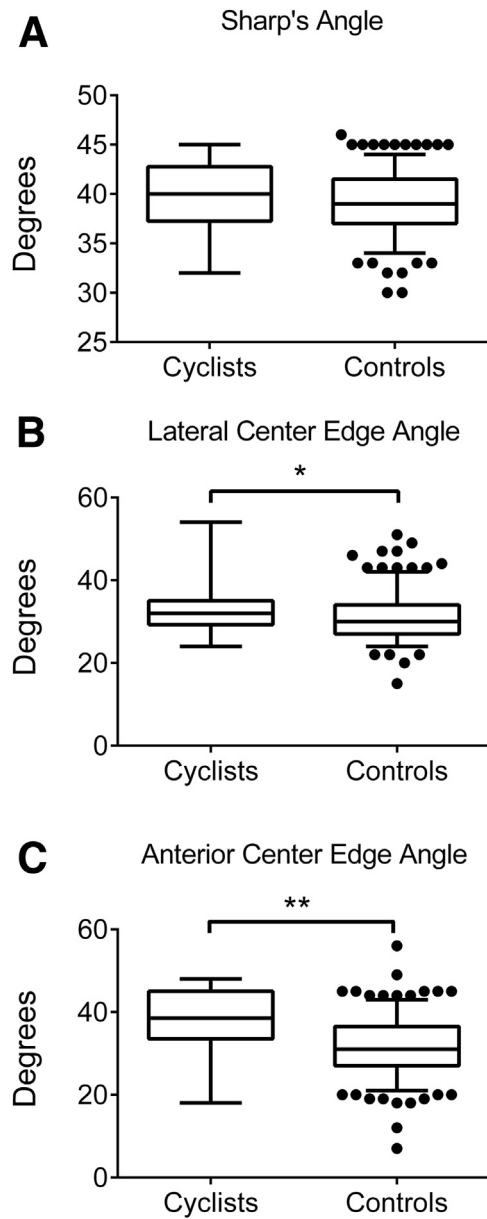 A
Sharp's Angle
Degrees
50
45
40
35
30
25
Cyclists Controls
B
Lateral Center Edge Angle
*
Degrees
60
40
20
0
Cyclists Controls
C
Anterior Center Edge Angle
**
Degrees
60
40
20
0
Cyclists Controls